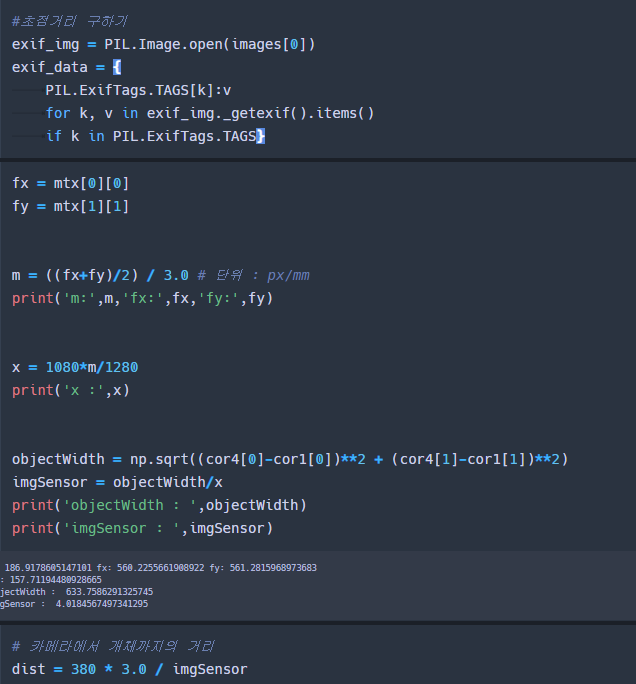 #초점거리 구하기
exif_img = PIL.Image.open(images[0])
exif_data = {
    PIL.ExifTags.TAGS[k]:v
    for k, v in exif_img._getexif().items()
    if k in PIL.ExifTags.TAGS}
fx = mtx[0][0]
fy = mtx[1][1]
m = ((fx+fy)/2) / 3.0 # 단위 : px/mm
print('m:',m,'fx:',fx,'fy:',fy)
x = 1080*m/1280
print('x :',x)
objectWidth = np.sqrt((cor4[0]-cor1[0])**2 + (cor4[1]-cor1[1])**2)
imgSensor = objectWidth/x
print('objectWidth : ',objectWidth)
print('imgSensor : ',imgSensor)
186.9178605147101 fx: 560.2255661908922 fy: 561.2815968973683
: 157.71194480928665
jectWidth :  633.7586291325745
gSensor :  4.0184567497341295
# 카메라에서 개체까지의 거리
dist = 380 * 3.0 / imgSensor